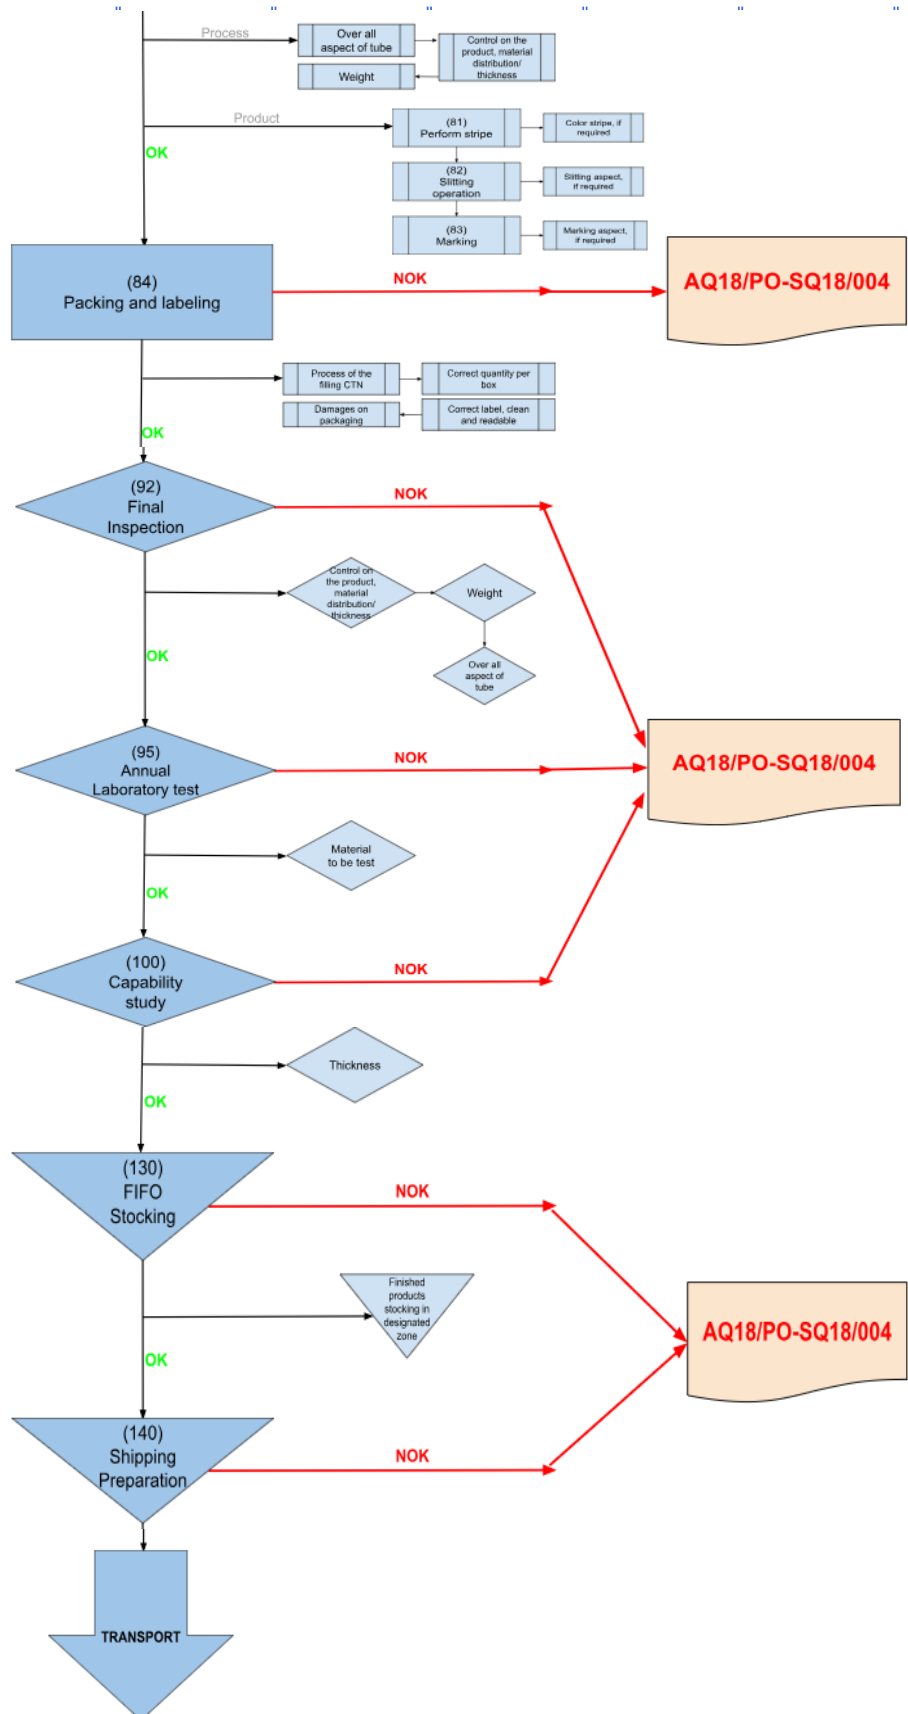 " " " " " "
Process
Over all
aspect of tube
Control on the
product, material
distribution/
thickness
Weight
Product
(81)
Perform stripe
Color stripe, if
required
OK
(82)
Slitting
operation
Slitting aspect,
if required
(83)
Marking
Marking aspect,
if required
(84)
Packing and labeling
NOK
AQ18/PO-SQ18/004
Process of the
filling CTN
Correct quantity per
box
Damages on
packaging
Correct label, clean
and readable
OK
(92)
Final
Inspection
NOK
Control on
the product,
material
distribution/
thickness
Weight
OK
Over all
aspect of
tube
(95)
Annual
Laboratory test
NOK
AQ18/PO-SQ18/004
Material
to be test
OK
(100)
Capability
study
NOK
Thickness
OK
(130)
FIFO
Stocking
NOK
Finished
products
stocking in
designated
zone
AQ18/PO-SQ18/004
OK
(140)
Shipping
Preparation
NOK
TRANSPORT